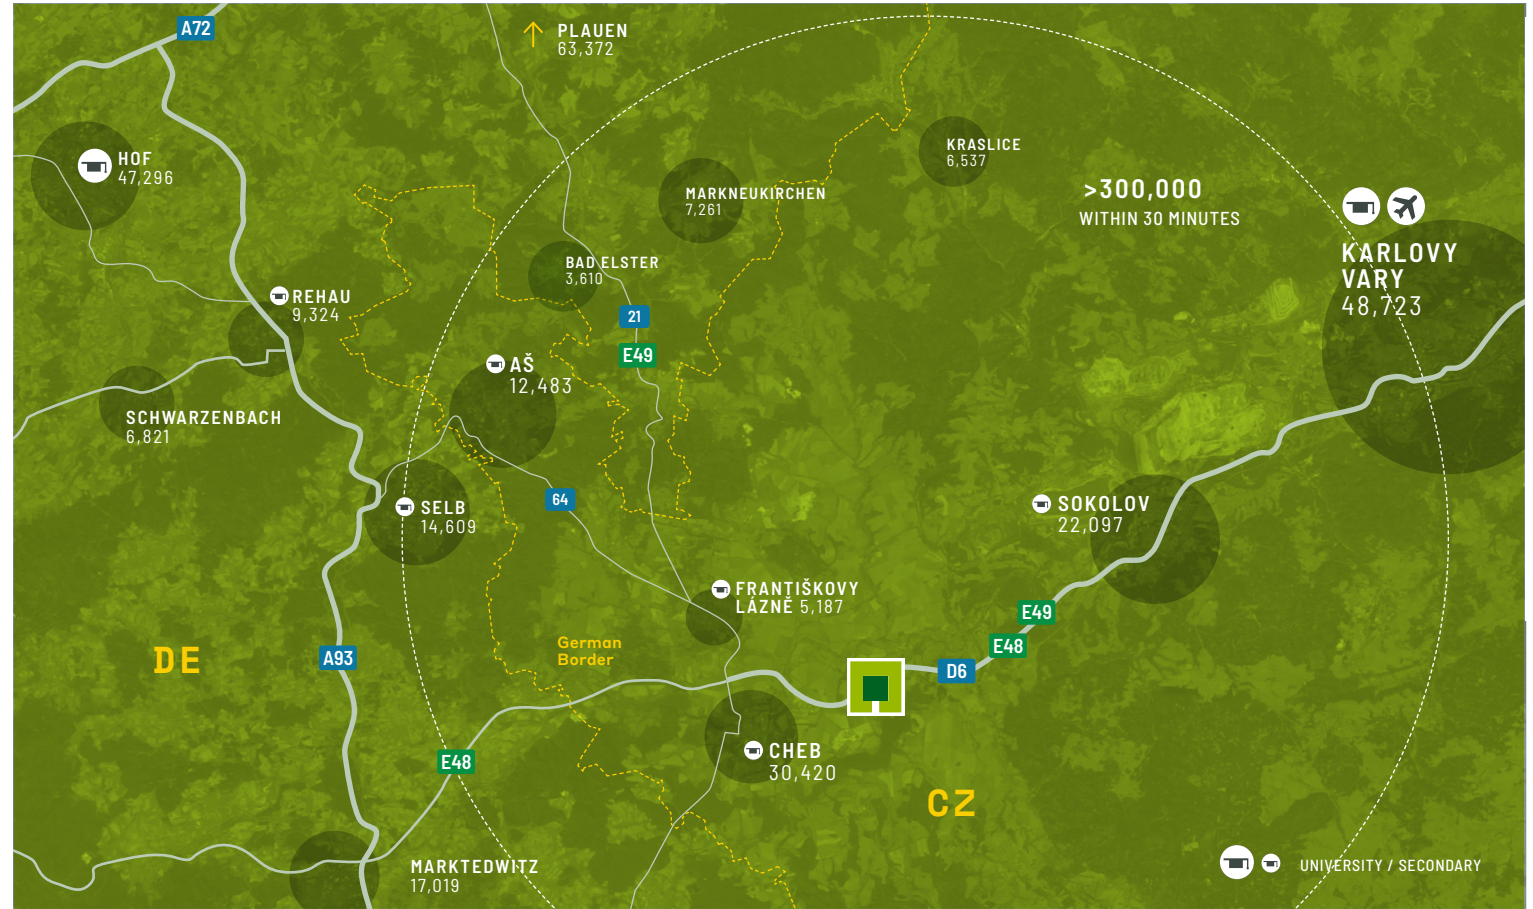 A72
PLAUEN
63,372
HOF
47,296
KRASLICE
6,537
MARKNEUKIRCHEN
7,261
>300,000
WITHIN 30 MINUTES
KARLOVY
VARY
48,723
BAD ELSTER
3,610
REHAU
9,324
21
E49
AŠ
12,483
SCHWARZENBACH
6,821
SELB
14,609
64
SOKOLOV
22,097
FRANTIŠKOVY
LÁZNĚ 5,187
E49
E48
D6
German
Border
DE
A93
E48
CHEB
30,420
CZ
MARKTEDWITZ
17,019
UNIVERSITY / SECONDARY